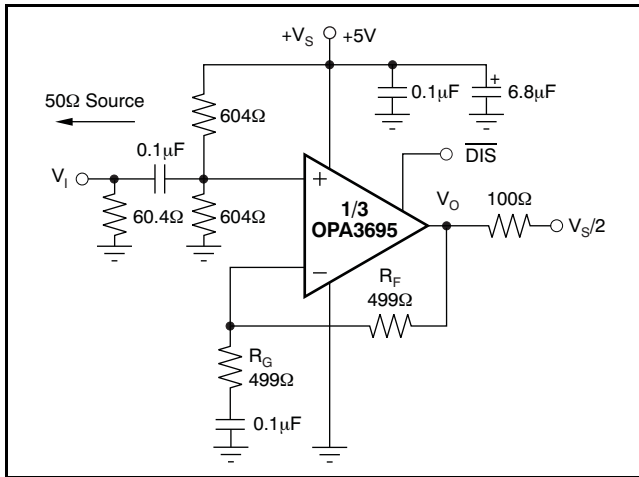 +V_S +5V
50Ω Source
604Ω
0.1μF
+
6.8μF
0.1μF
DIS
V_I
+
1/3
OPA3695
V_O
100Ω
V_S/2
60.4Ω
604Ω
−
R_F
499Ω
R_G
499Ω
0.1μF